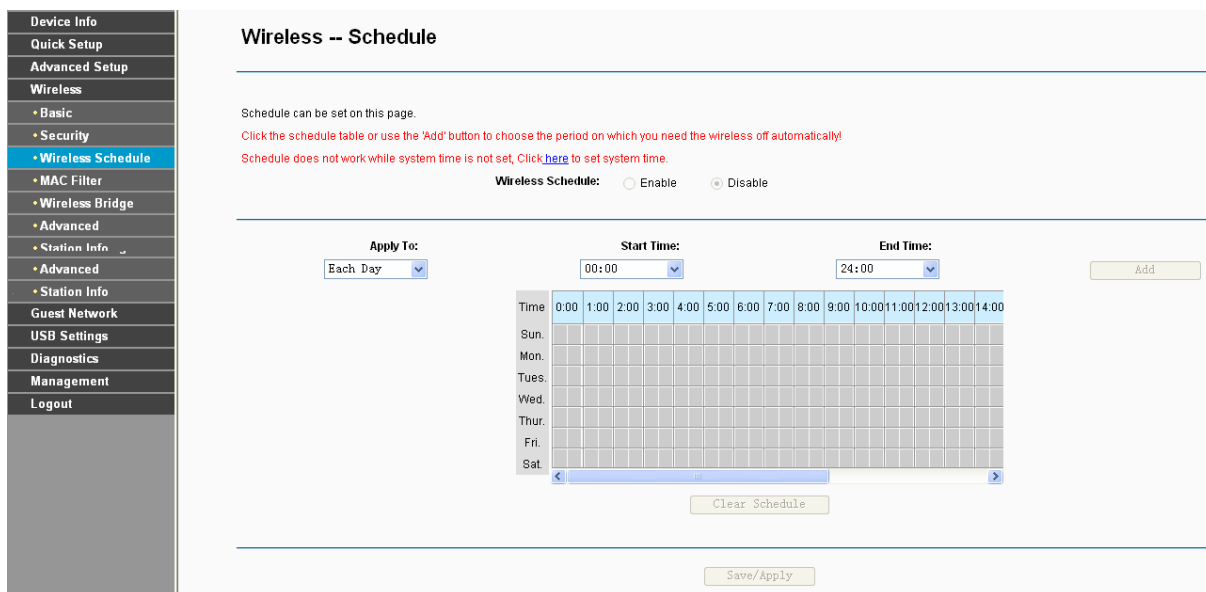 Device Info
Quick Setup
Advanced Setup
Wireless
Basic
Security
Wireless Schedule
MAC Filter
Wireless Bridge
Advanced
Station Info
Advanced
Station Info
Guest Network
USB Settings
Diagnostics
Management
Logout
Wireless -- Schedule
Schedule can be set on this page.
Click the schedule table or use the 'Add' button to choose the period on which you need the wireless off automatically!
Schedule does not work while system time is not set, Click here to set system time.
Wireless Schedule: Enable Disable
Apply To: Start Time: End Time:
Each Day 00:00 24:00 Add
Time 0:00 1:00 2:00 3:00 4:00 5:00 6:00 7:00 8:00 9:00 10:00 11:00 12:00 13:00 14:00
Sun.
Mon.
Tues.
Wed.
Thur.
Fri.
Sat.
Clear Schedule
Save/Apply